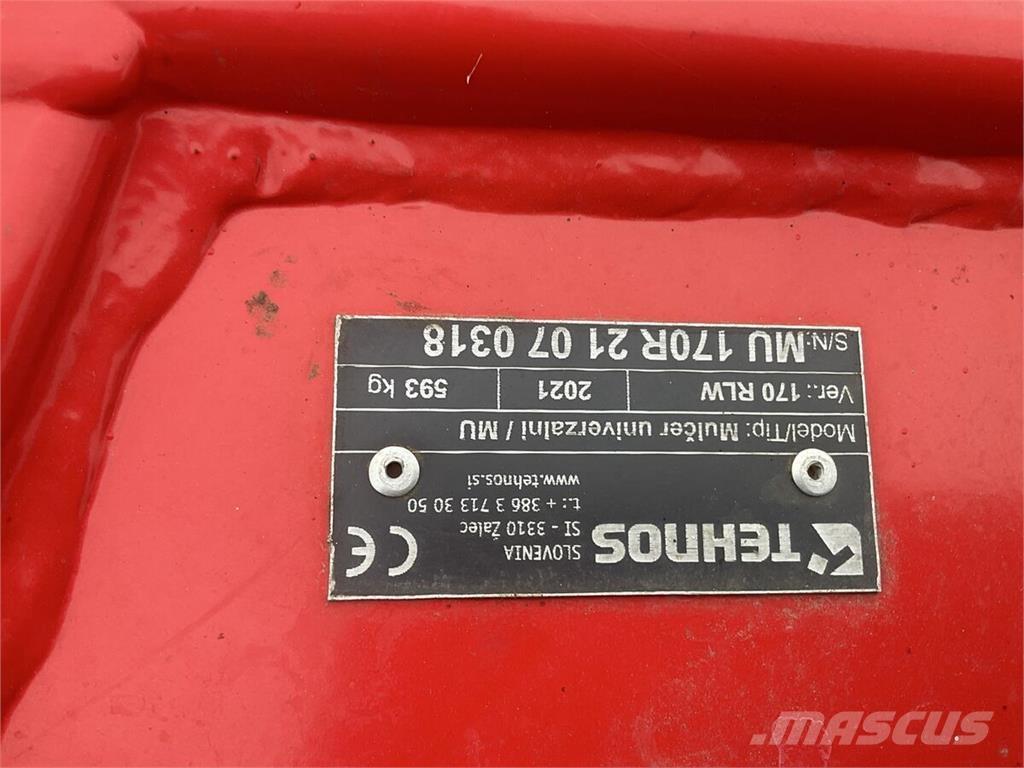 TEHNOS
SLOVENIA
SI - 3310 Žalec
t.: + 386 3 713 30 50
www.tehnos.si
CE
Model/Tip: Mulčer univerzalni / MU
Ver.: 170 RLW 2021 593 kg
S/N: MU 170R 21 07 0318
MASCUS